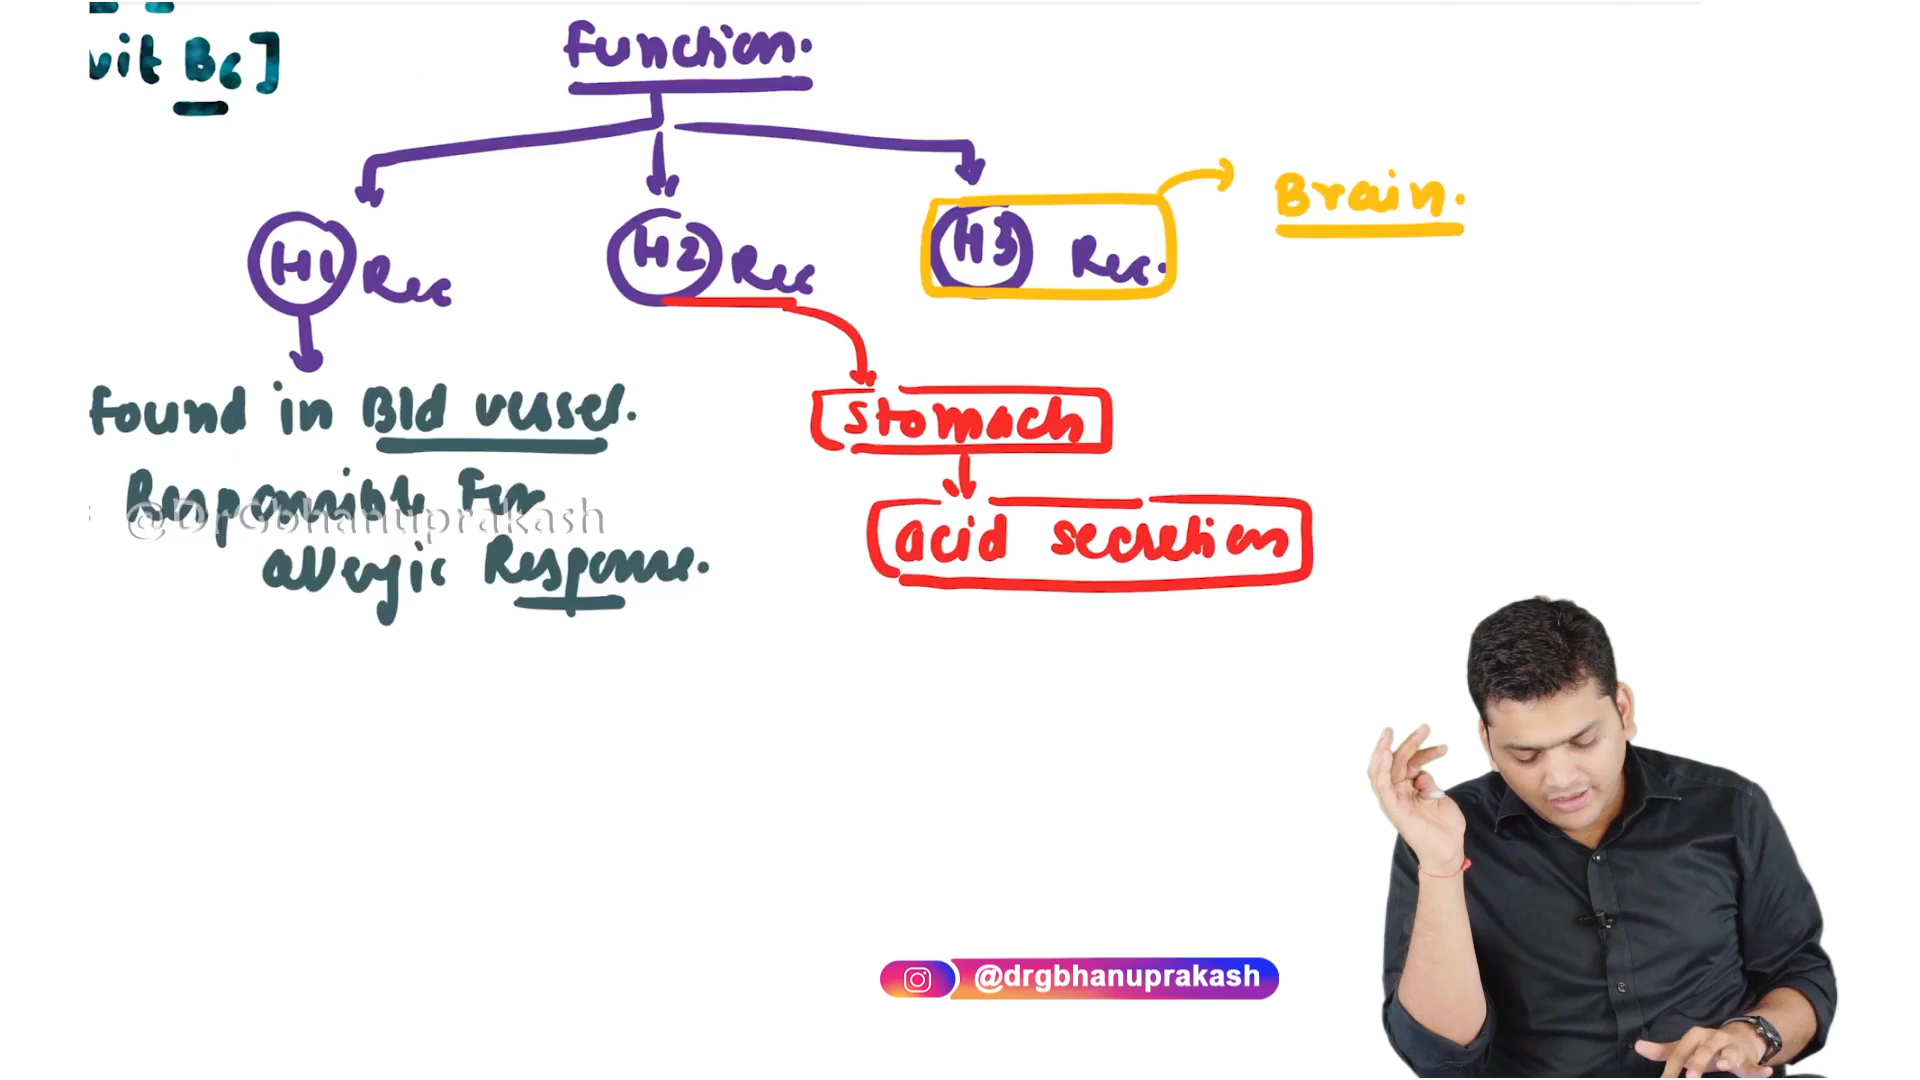 vit B6]
Function.
H1 Rec
H2 Rec
H3 Rec.
Brain.
Found in Bld vessel.
Responsible For
allergic Response.
stomach
acid secretion
@DrGbhanuprakash
@drgbhanuprakash